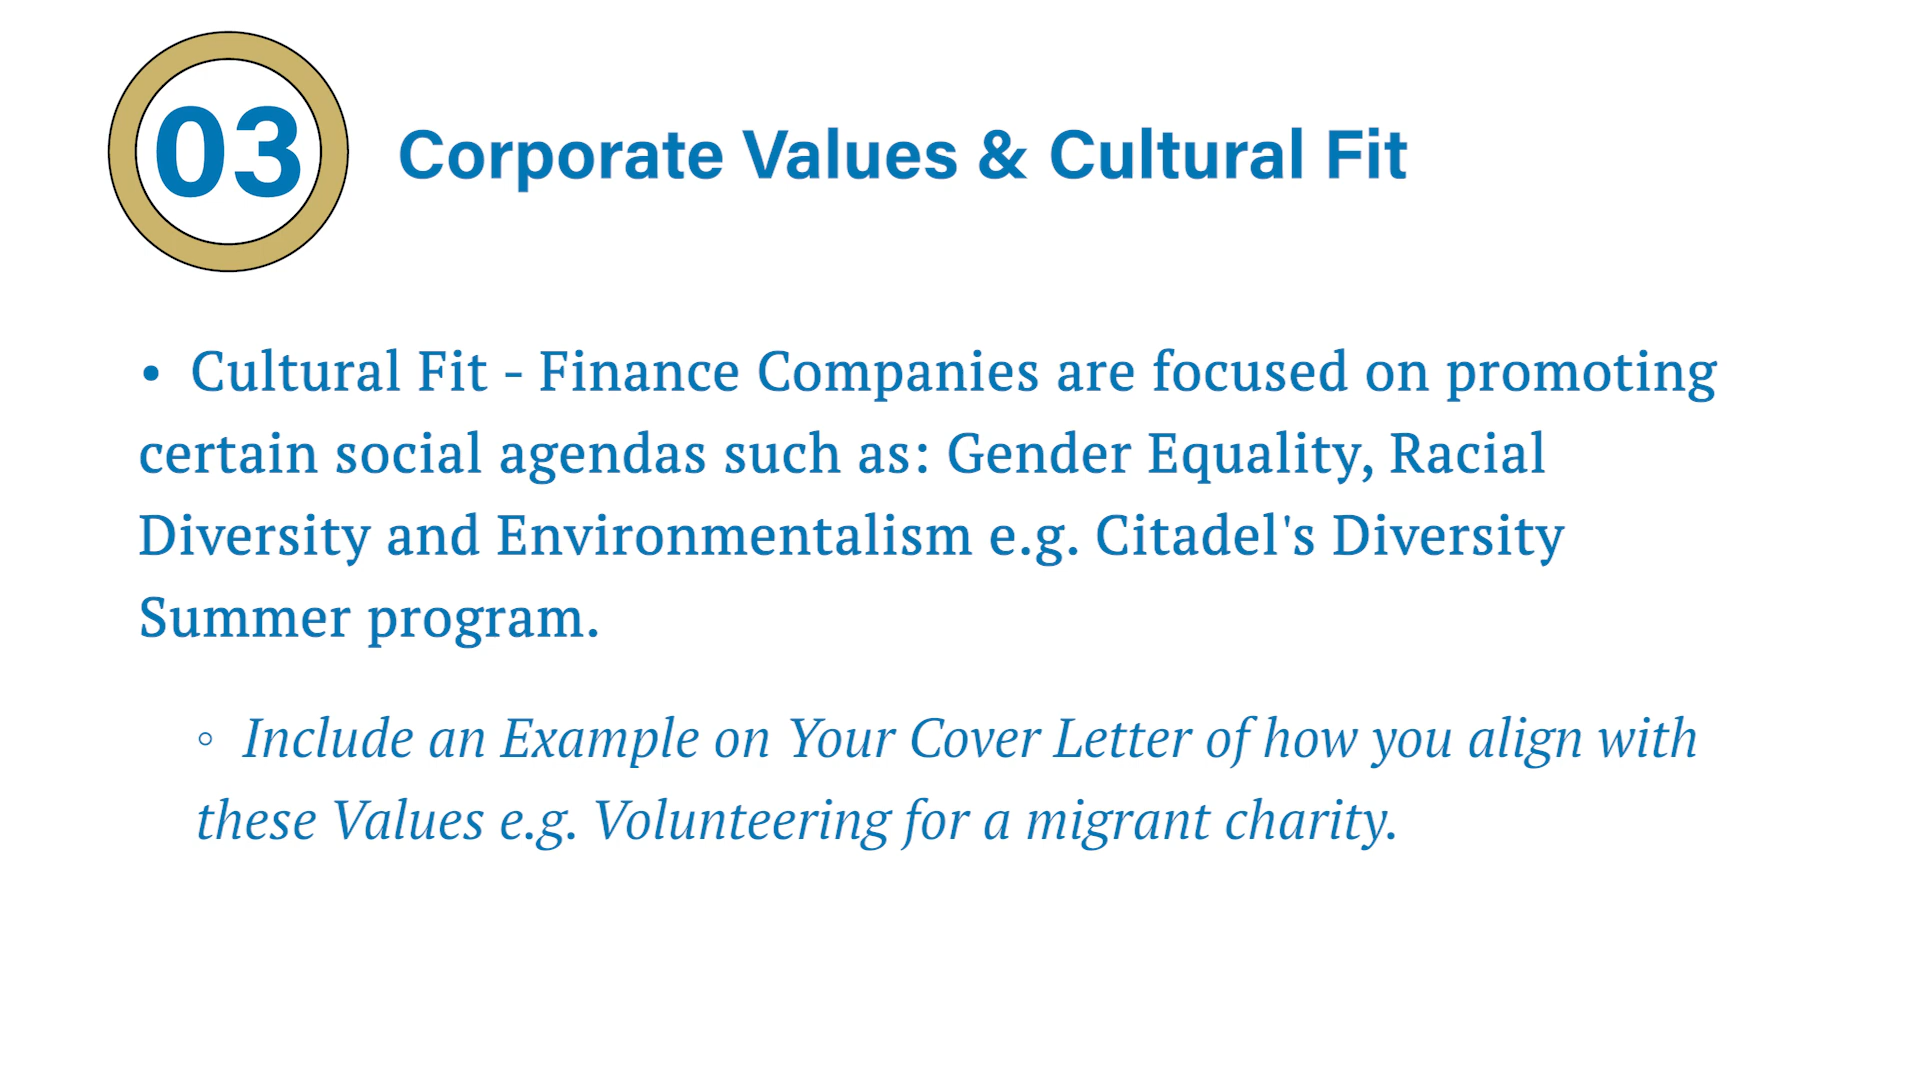 03
Corporate Values & Cultural Fit
• Cultural Fit - Finance Companies are focused on promoting
certain social agendas such as: Gender Equality, Racial
Diversity and Environmentalism e.g. Citadel's Diversity
Summer program.
◦ Include an Example on Your Cover Letter of how you align with
these Values e.g. Volunteering for a migrant charity.